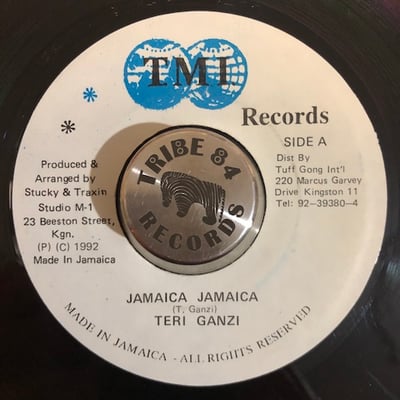 TMI
Records
SIDE A
Produced &
Arranged by
Stucky & Traxin
Studio M-1
23 Beeston Street,
Kgn.
(P) (C) 1992
Made In Jamaica
Dist By
Tuff Gong Int'l
220 Marcus Garvey
Drive Kingston 11
Tel: 92-39380-4
TRIBE 84
RECORDS
JAMAICA JAMAICA
(T. Ganzi)
TERI GANZI
MADE IN JAMAICA - ALL RIGHTS RESERVED